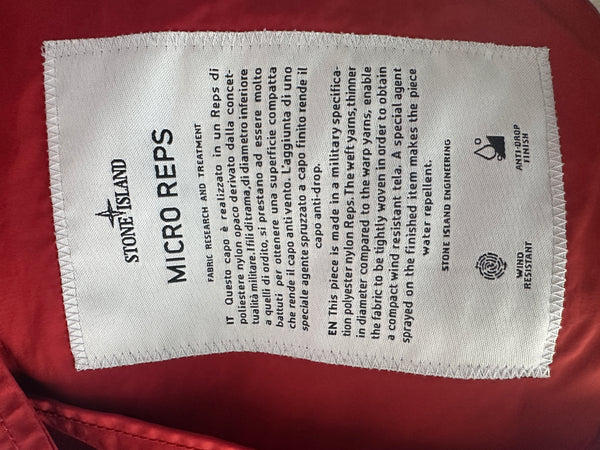 STONE ISLAND
MICRO REPS
FABRIC RESEARCH AND TREATMENT
IT Questo capo è realizzato in un Reps di
poliestere nylon opaco derivato dalla concet-
tualità militare. I fili di trama, di diametro inferiore
a quelli di ordito, si prestano ad essere molto
battuti per ottenere una superficie compatta
che rende il capo anti vento. L'aggiunta di uno
speciale agente spruzzato a capo finito rende il
capo anti-drop.
EN This piece is made in a military specifica-
tion polyester nylon Reps. The weft yarns, thinner
in diameter compared to the warp yarns, enable
the fabric to be tightly woven in order to obtain
a compact wind resistant tela. A special agent
sprayed on the finished item makes the piece
water repellent.
STONE ISLAND ENGINEERING
WIND
RESISTANT
ANTI-DROP
FINISH